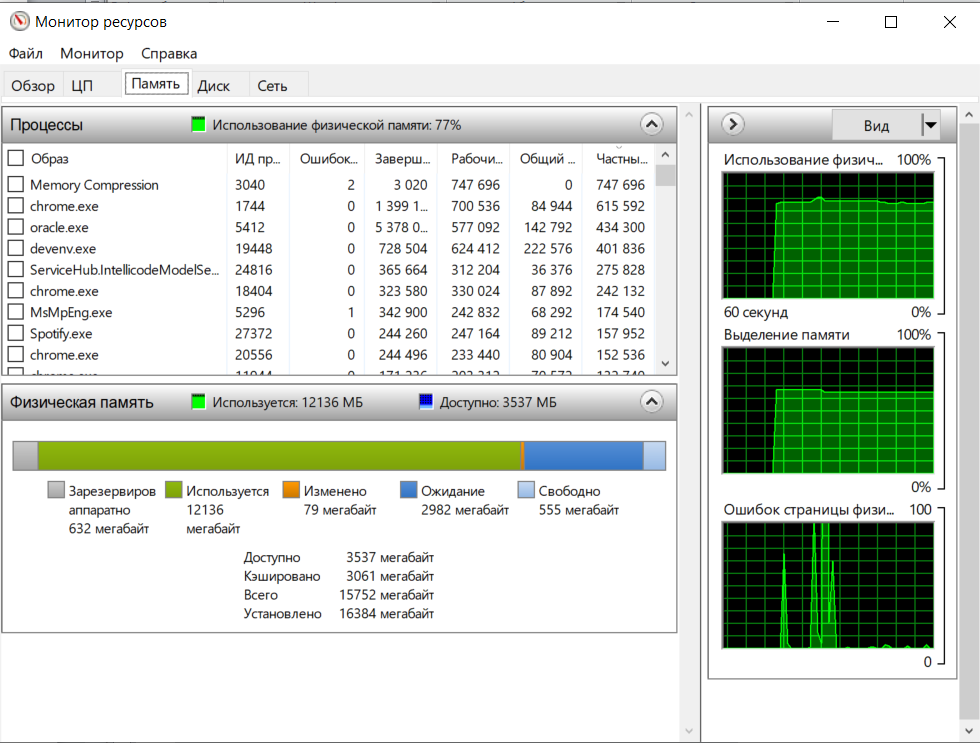 Монитор ресурсов
Файл Монитор Справка
Обзор ЦП Память Диск Сеть
Процессы Использование физической памяти: 77%
Образ ИД пр... Ошибок... Заверш... Рабочи... Общий ... Частны...
Memory Compression 3040 2 3 020 747 696 0 747 696
chrome.exe 1744 0 1 399 1... 700 536 84 944 615 592
oracle.exe 5412 0 5 378 0... 577 092 142 792 434 300
devenv.exe 19448 0 728 504 624 412 222 576 401 836
ServiceHub.IntellicodeModelSe... 24816 0 365 664 312 204 36 376 275 828
chrome.exe 18404 0 323 580 330 024 87 892 242 132
MsMpEng.exe 5296 1 342 900 242 832 68 292 174 540
Spotify.exe 27372 0 244 260 247 164 89 212 157 952
chrome.exe 20556 0 244 496 233 440 80 904 152 536
Физическая память Используется: 12136 МБ Доступно: 3537 МБ
Зарезервиров Используется Изменено Ожидание Свободно
аппаратно 12136 79 мегабайт 2982 мегабайт 555 мегабайт
632 мегабайт мегабайт
Доступно 3537 мегабайт
Кэшировано 3061 мегабайт
Всего 15752 мегабайт
Установлено 16384 мегабайт
Вид
Использование физич... 100%
60 секунд 0%
Выделение памяти 100%
0%
Ошибок страницы физи... 100
0